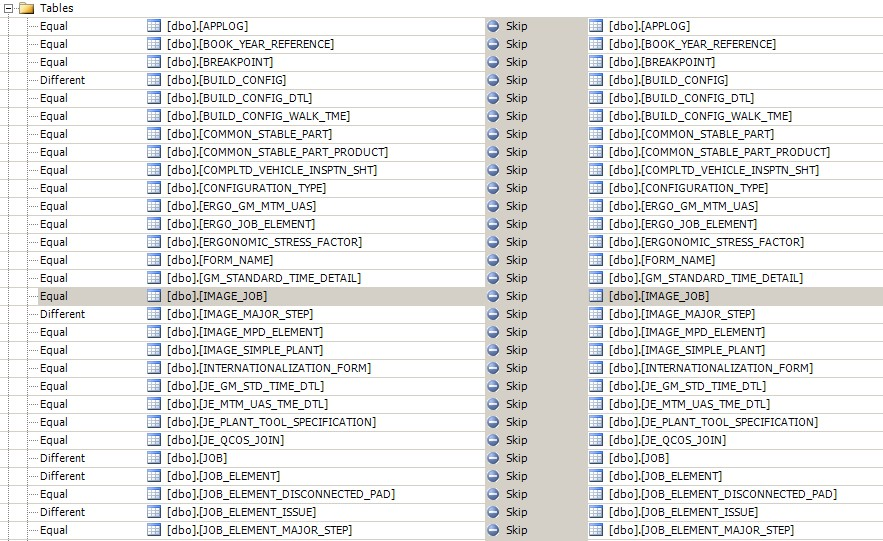 Tables
Equal [dbo].[APPLOG] Skip [dbo].[APPLOG]
Equal [dbo].[BOOK_YEAR_REFERENCE] Skip [dbo].[BOOK_YEAR_REFERENCE]
Equal [dbo].[BREAKPOINT] Skip [dbo].[BREAKPOINT]
Different [dbo].[BUILD_CONFIG] Skip [dbo].[BUILD_CONFIG]
Equal [dbo].[BUILD_CONFIG_DTL] Skip [dbo].[BUILD_CONFIG_DTL]
Equal [dbo].[BUILD_CONFIG_WALK_TME] Skip [dbo].[BUILD_CONFIG_WALK_TME]
Equal [dbo].[COMMON_STABLE_PART] Skip [dbo].[COMMON_STABLE_PART]
Equal [dbo].[COMMON_STABLE_PART_PRODUCT] Skip [dbo].[COMMON_STABLE_PART_PRODUCT]
Equal [dbo].[COMPLTD_VEHICLE_INSPTN_SHT] Skip [dbo].[COMPLTD_VEHICLE_INSPTN_SHT]
Equal [dbo].[CONFIGURATION_TYPE] Skip [dbo].[CONFIGURATION_TYPE]
Equal [dbo].[ERGO_GM_MTM_UAS] Skip [dbo].[ERGO_GM_MTM_UAS]
Equal [dbo].[ERGO_JOB_ELEMENT] Skip [dbo].[ERGO_JOB_ELEMENT]
Equal [dbo].[ERGONOMIC_STRESS_FACTOR] Skip [dbo].[ERGONOMIC_STRESS_FACTOR]
Equal [dbo].[FORM_NAME] Skip [dbo].[FORM_NAME]
Equal [dbo].[GM_STANDARD_TIME_DETAIL] Skip [dbo].[GM_STANDARD_TIME_DETAIL]
Equal [dbo].[IMAGE_JOB] Skip [dbo].[IMAGE_JOB]
Different [dbo].[IMAGE_MAJOR_STEP] Skip [dbo].[IMAGE_MAJOR_STEP]
Equal [dbo].[IMAGE_MPD_ELEMENT] Skip [dbo].[IMAGE_MPD_ELEMENT]
Equal [dbo].[IMAGE_SIMPLE_PLANT] Skip [dbo].[IMAGE_SIMPLE_PLANT]
Equal [dbo].[INTERNATIONALIZATION_FORM] Skip [dbo].[INTERNATIONALIZATION_FORM]
Equal [dbo].[JE_GM_STD_TIME_DTL] Skip [dbo].[JE_GM_STD_TIME_DTL]
Equal [dbo].[JE_MTM_UAS_TME_DTL] Skip [dbo].[JE_MTM_UAS_TME_DTL]
Equal [dbo].[JE_PLANT_TOOL_SPECIFICATION] Skip [dbo].[JE_PLANT_TOOL_SPECIFICATION]
Equal [dbo].[JE_QCOS_JOIN] Skip [dbo].[JE_QCOS_JOIN]
Different [dbo].[JOB] Skip [dbo].[JOB]
Different [dbo].[JOB_ELEMENT] Skip [dbo].[JOB_ELEMENT]
Equal [dbo].[JOB_ELEMENT_DISCONNECTED_PAD] Skip [dbo].[JOB_ELEMENT_DISCONNECTED_PAD]
Different [dbo].[JOB_ELEMENT_ISSUE] Skip [dbo].[JOB_ELEMENT_ISSUE]
Equal [dbo].[JOB_ELEMENT_MAJOR_STEP] Skip [dbo].[JOB_ELEMENT_MAJOR_STEP]